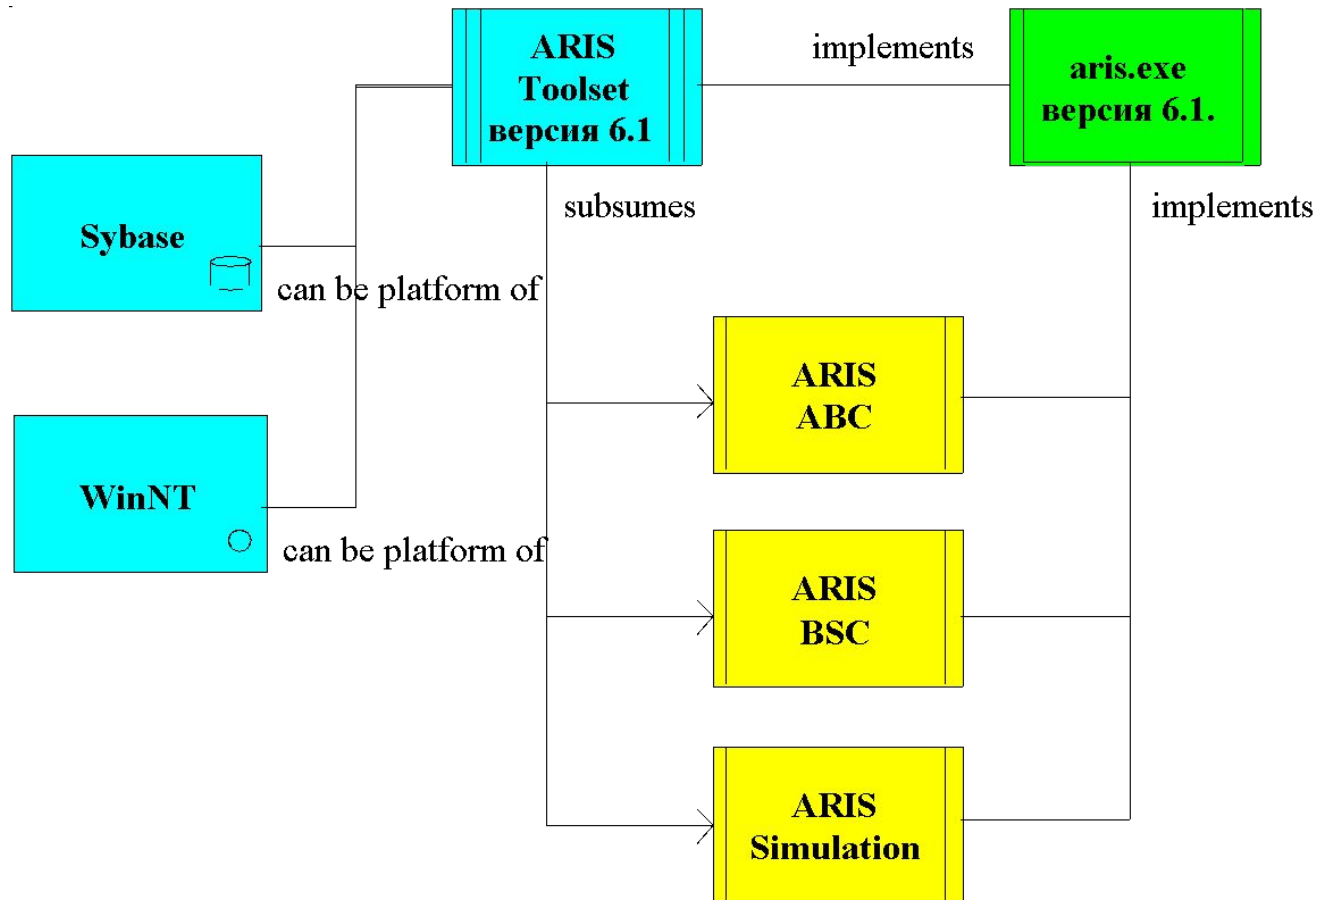 ARIS
Toolset
версия 6.1
implements
aris.exe
версия 6.1.
Sybase
subsumes
implements
can be platform of
ARIS
ABC
WinNT
can be platform of
ARIS
BSC
ARIS
Simulation